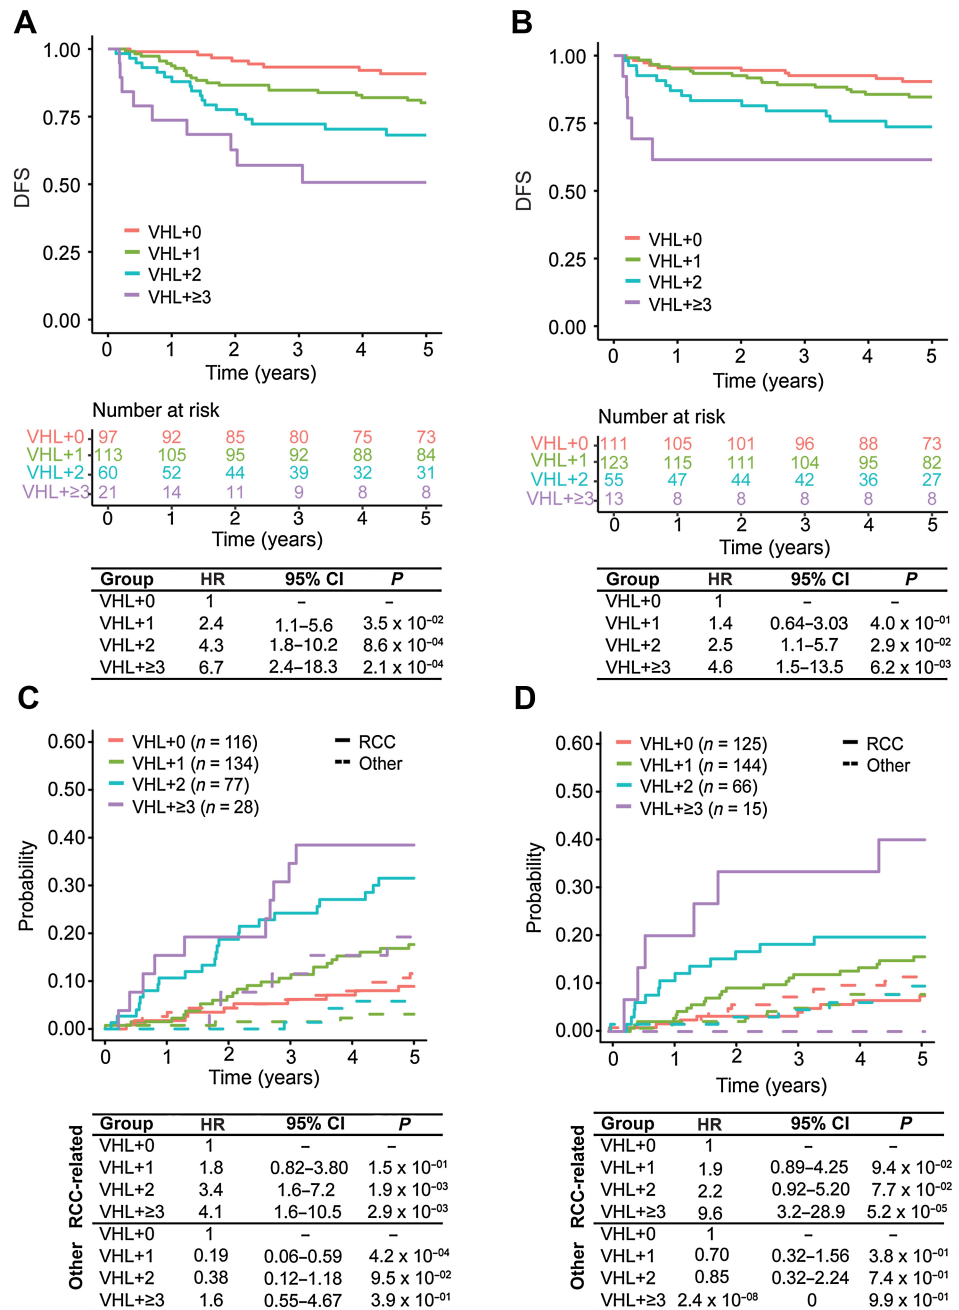 A
1.00
0.75
0.50
0.25
0.00
DFS
VHL+0
VHL+1
VHL+2
VHL+≥3
0 1 2 3 4 5
Time (years)
Number at risk
VHL+0 97 92 85 80 75 73
VHL+1 113 105 95 92 88 84
VHL+2 60 52 44 39 32 31
VHL+≥3 21 14 11 9 8 8
0 1 2 3 4 5
Time (years)
Group HR 95% CI P
VHL+0 1 – –
VHL+1 2.4 1.1–5.6 3.5 x 10⁻⁰²
VHL+2 4.3 1.8–10.2 8.6 x 10⁻⁰⁴
VHL+≥3 6.7 2.4–18.3 2.1 x 10⁻⁰⁴
B
1.00
0.75
0.50
0.25
0.00
DFS
VHL+0
VHL+1
VHL+2
VHL+≥3
0 1 2 3 4 5
Time (years)
Number at risk
VHL+0 111 105 101 96 88 73
VHL+1 123 115 111 104 95 82
VHL+2 55 47 44 42 36 27
VHL+≥3 13 8 8 8 8 8
0 1 2 3 4 5
Time (years)
Group HR 95% CI P
VHL+0 1 – –
VHL+1 1.4 0.64–3.03 4.0 x 10⁻⁰¹
VHL+2 2.5 1.1–5.7 2.9 x 10⁻⁰²
VHL+≥3 4.6 1.5–13.5 6.2 x 10⁻⁰³
C
0.60
0.50
0.40
0.30
0.20
0.10
0.00
Probability
VHL+0 (n = 116)
VHL+1 (n = 134)
VHL+2 (n = 77)
VHL+≥3 (n = 28)
RCC
Other
0 1 2 3 4 5
Time (years)
Group HR 95% CI P
RCC-related
VHL+0 1 – –
VHL+1 1.8 0.82–3.80 1.5 x 10⁻⁰¹
VHL+2 3.4 1.6–7.2 1.9 x 10⁻⁰³
VHL+≥3 4.1 1.6–10.5 2.9 x 10⁻⁰³
Other
VHL+0 1 – –
VHL+1 0.19 0.06–0.59 4.2 x 10⁻⁰⁴
VHL+2 0.38 0.12–1.18 9.5 x 10⁻⁰²
VHL+≥3 1.6 0.55–4.67 3.9 x 10⁻⁰¹
D
0.60
0.50
0.40
0.30
0.20
0.10
0.00
Probability
VHL+0 (n = 125)
VHL+1 (n = 144)
VHL+2 (n = 66)
VHL+≥3 (n = 15)
RCC
Other
0 1 2 3 4 5
Time (years)
Group HR 95% CI P
RCC-related
VHL+0 1 – –
VHL+1 1.9 0.89–4.25 9.4 x 10⁻⁰²
VHL+2 2.2 0.92–5.20 7.7 x 10⁻⁰²
VHL+≥3 9.6 3.2–28.9 5.2 x 10⁻⁰⁵
Other
VHL+0 1 – –
VHL+1 0.70 0.32–1.56 3.8 x 10⁻⁰¹
VHL+2 0.85 0.32–2.24 7.4 x 10⁻⁰¹
VHL+≥3 2.4 x 10⁻⁰⁸ 0 9.9 x 10⁻⁰¹